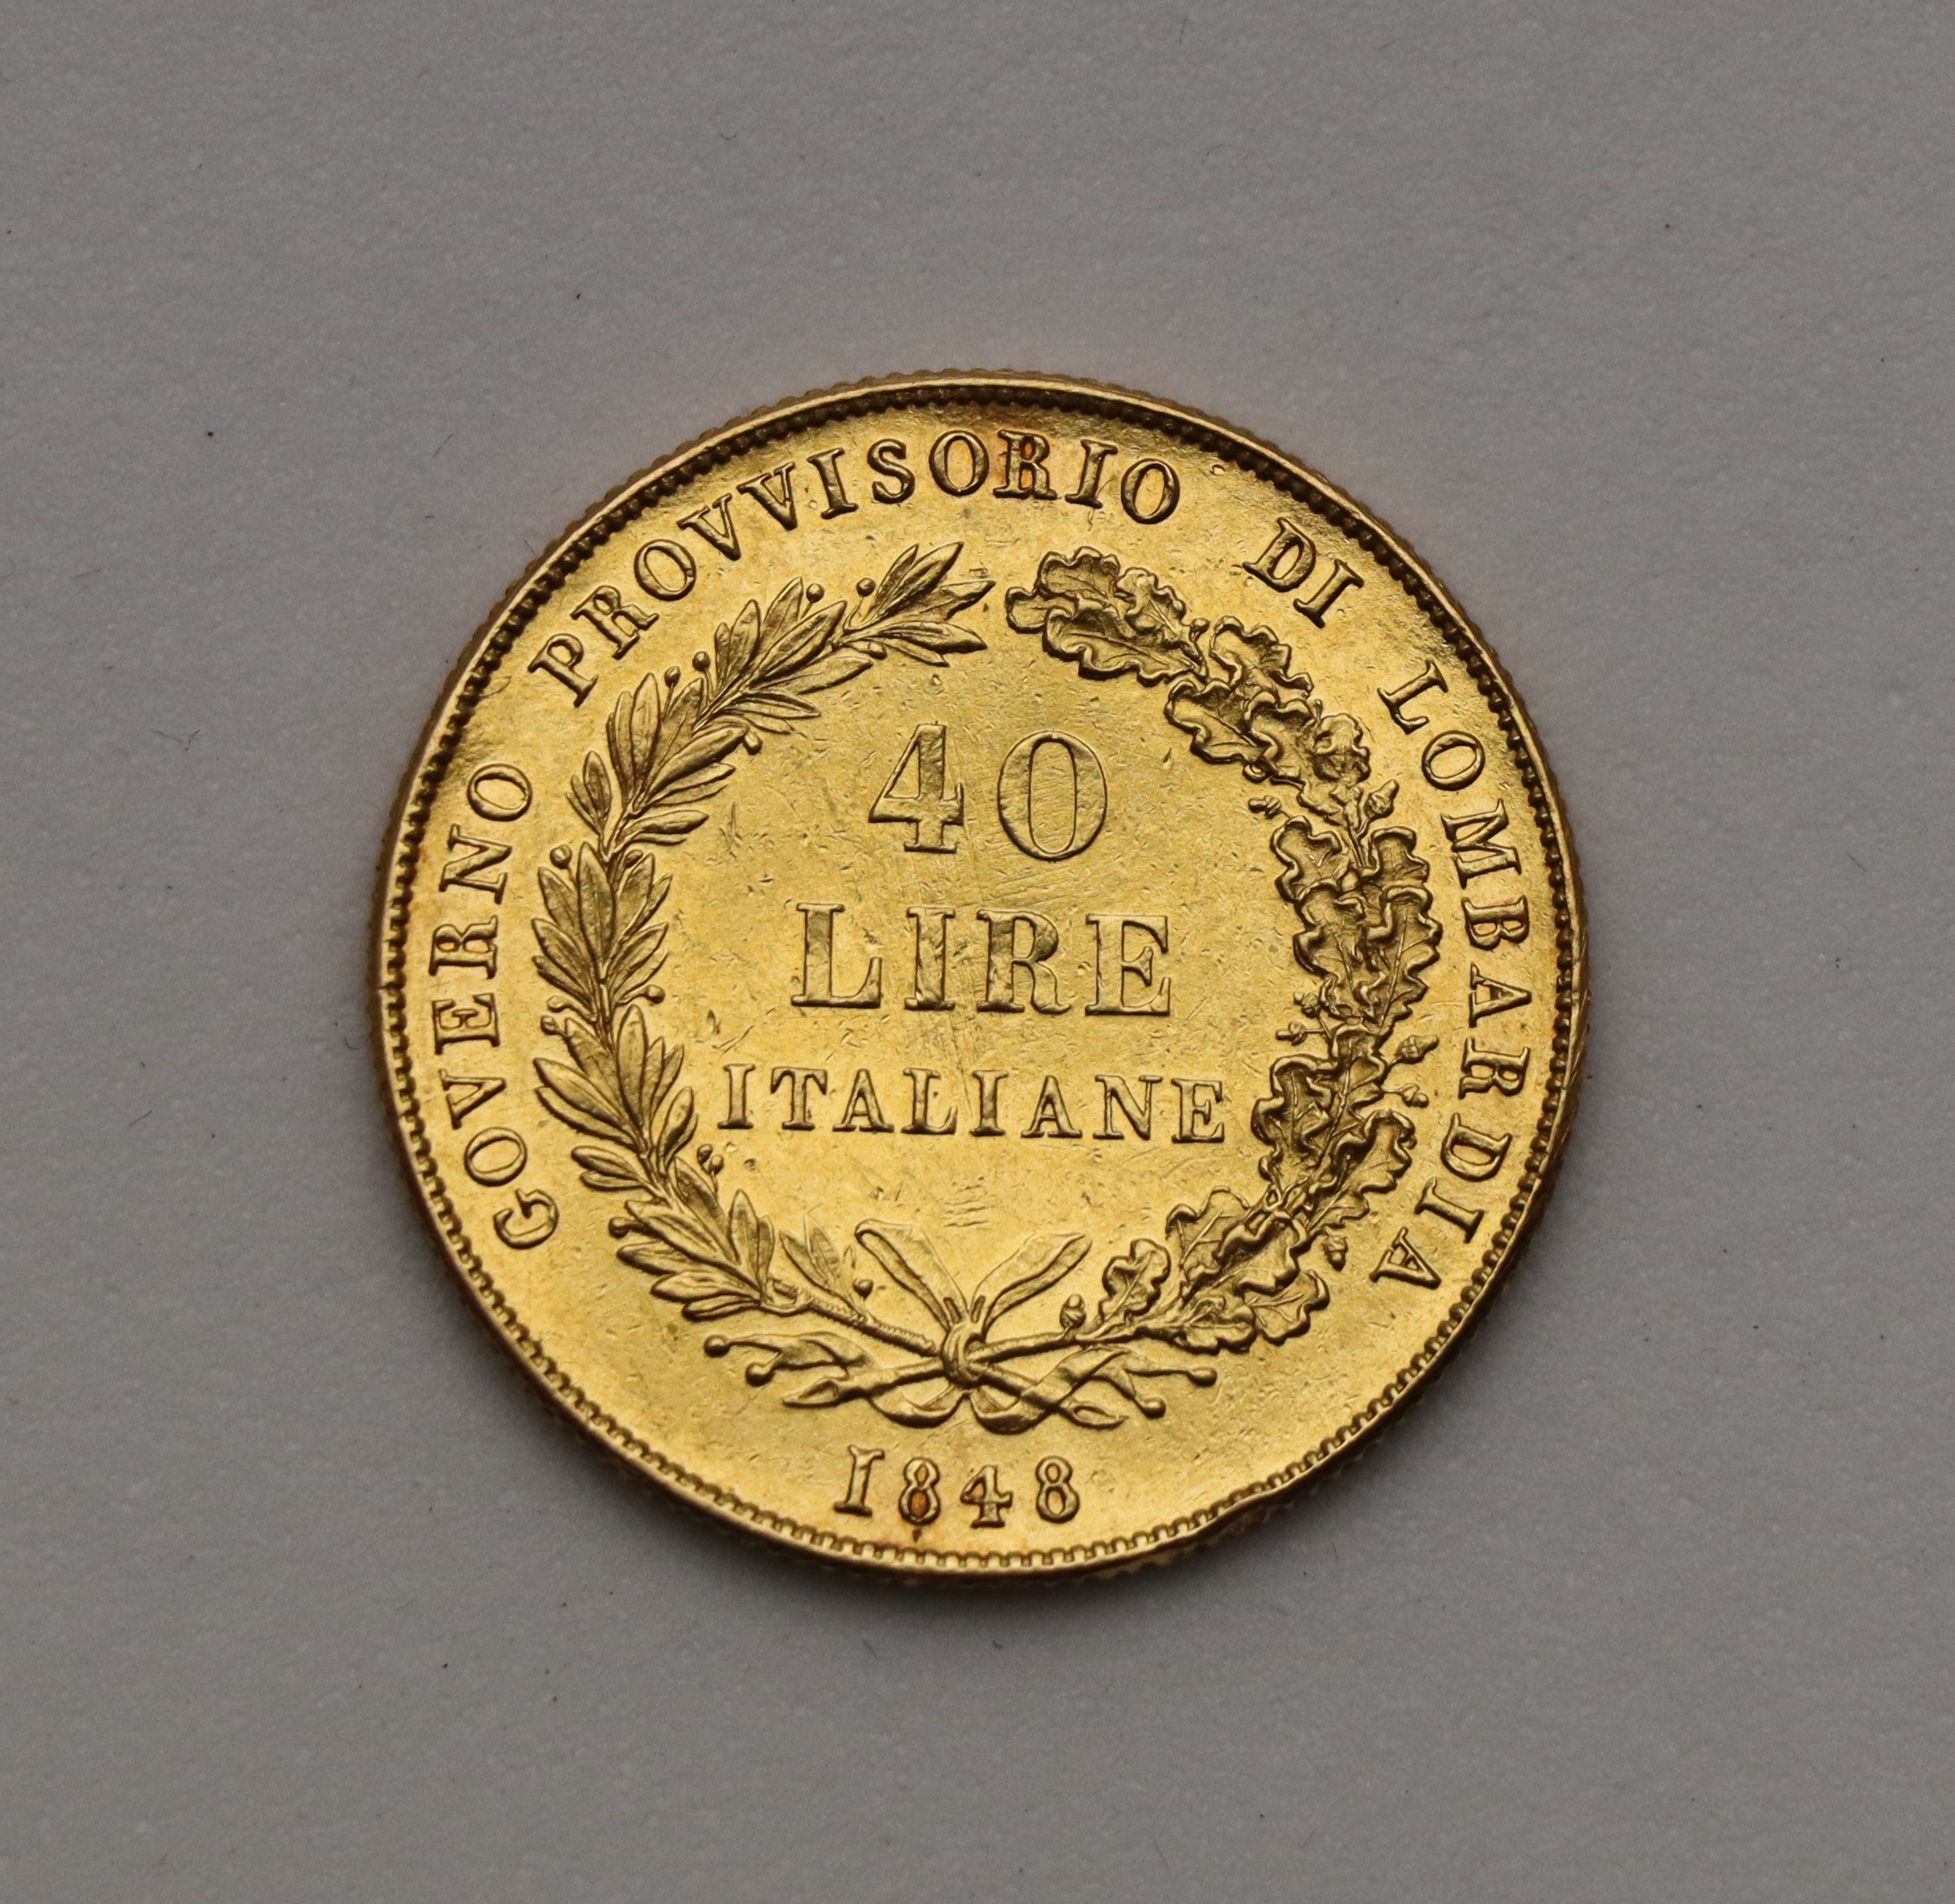 GOVERNO PROVVISORIO DI LOMBARDIA
40
LIRE
ITALIANE
1848